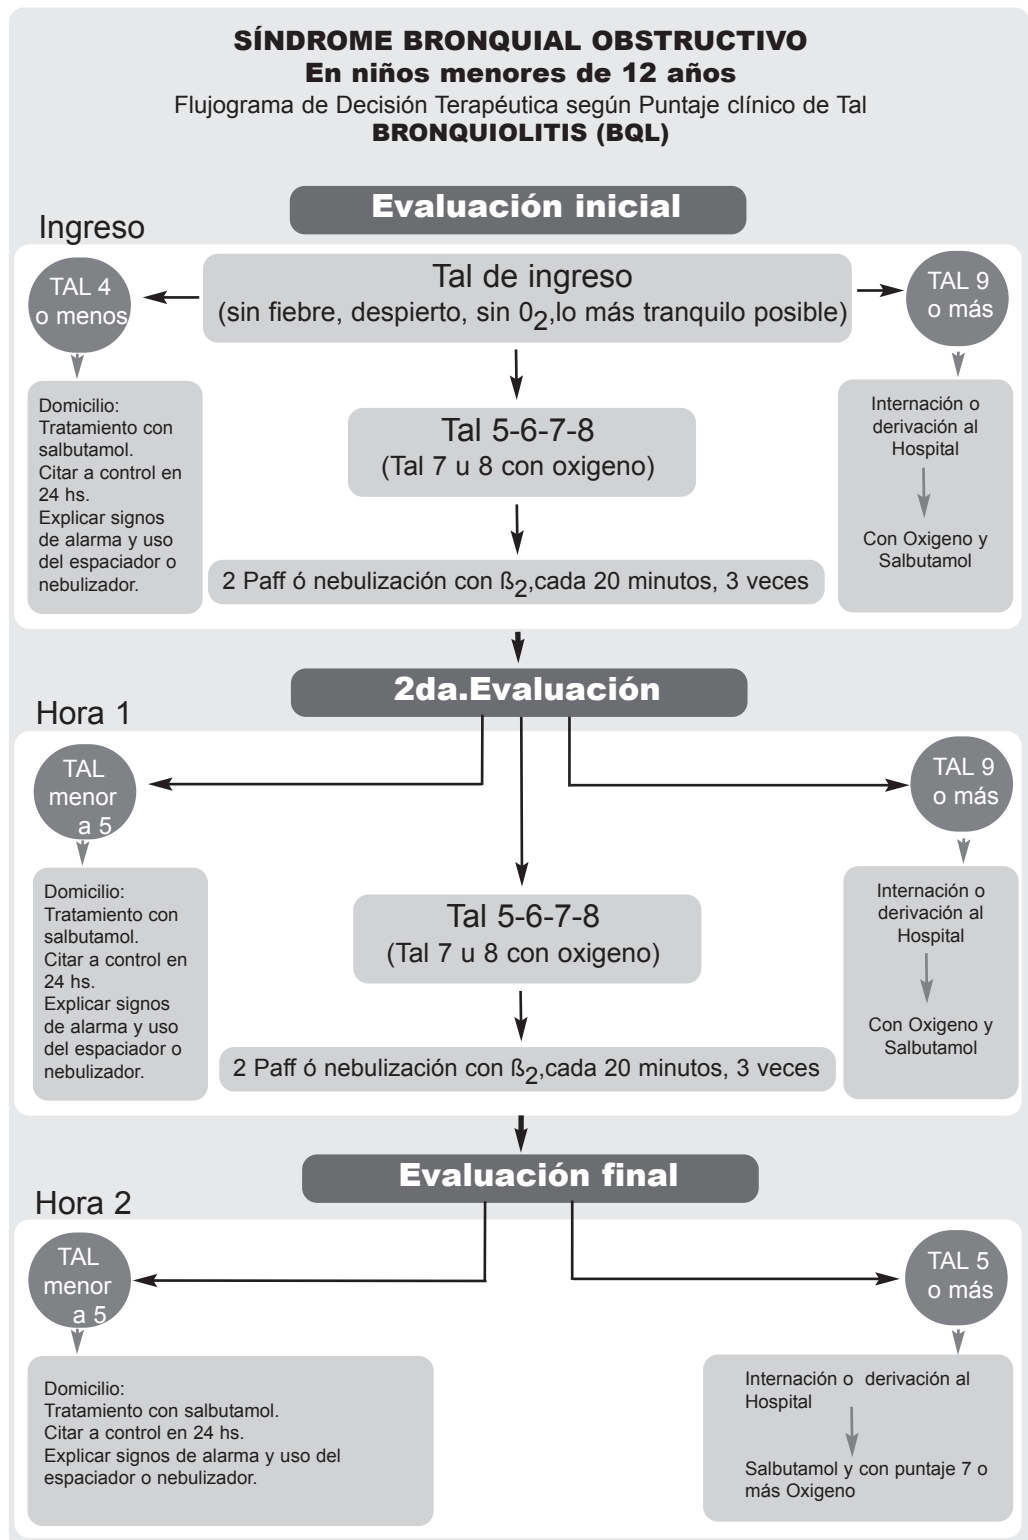 SÍNDROME BRONQUIAL OBSTRUCTIVO
En niños menores de 12 años
Flujograma de Decisión Terapéutica según Puntaje clínico de Tal
BRONQUIOLITIS (BQL)
Evaluación inicial
Ingreso
TAL 4
o menos
Tal de ingreso
(sin fiebre, despierto, sin 0₂,lo más tranquilo posible)
TAL 9
o más
Domicilio:
Tratamiento con
salbutamol.
Citar a control en
24 hs.
Explicar signos
de alarma y uso
del espaciador o
nebulizador.
Tal 5-6-7-8
(Tal 7 u 8 con oxigeno)
2 Paff ó nebulización con ß₂,cada 20 minutos, 3 veces
Internación o
derivación al
Hospital
Con Oxigeno y
Salbutamol
2da.Evaluación
Hora 1
TAL
menor
a 5
TAL 9
o más
Domicilio:
Tratamiento con
salbutamol.
Citar a control en
24 hs.
Explicar signos
de alarma y uso
del espaciador o
nebulizador.
Tal 5-6-7-8
(Tal 7 u 8 con oxigeno)
2 Paff ó nebulización con ß₂,cada 20 minutos, 3 veces
Internación o
derivación al
Hospital
Con Oxigeno y
Salbutamol
Evaluación final
Hora 2
TAL
menor
a 5
TAL 5
o más
Domicilio:
Tratamiento con salbutamol.
Citar a control en 24 hs.
Explicar signos de alarma y uso del
espaciador o nebulizador.
Internación o derivación al
Hospital
Salbutamol y con puntaje 7 o
más Oxigeno